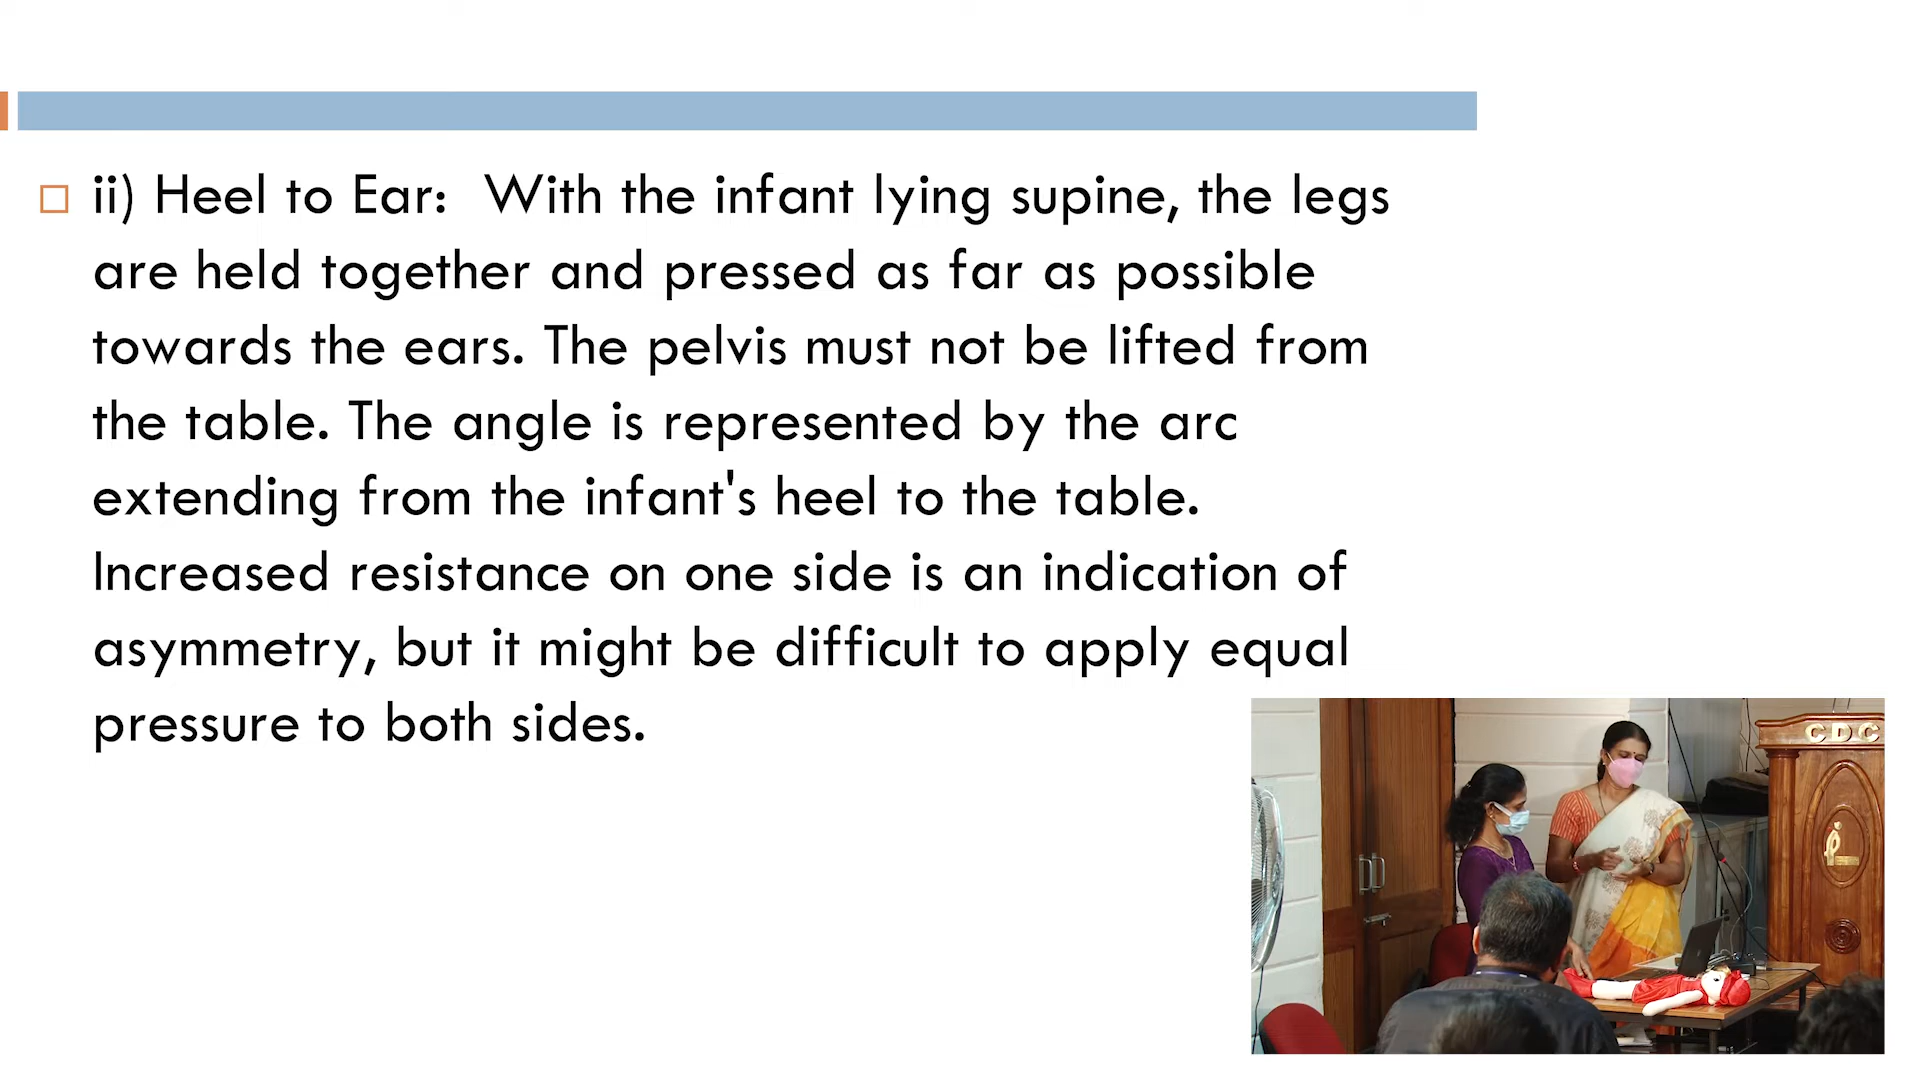 ii) Heel to Ear:  With the infant lying supine, the legs
are held together and pressed as far as possible
towards the ears. The pelvis must not be lifted from
the table. The angle is represented by the arc
extending from the infant's heel to the table.
Increased resistance on one side is an indication of
asymmetry, but it might be difficult to apply equal
pressure to both sides.
CDC